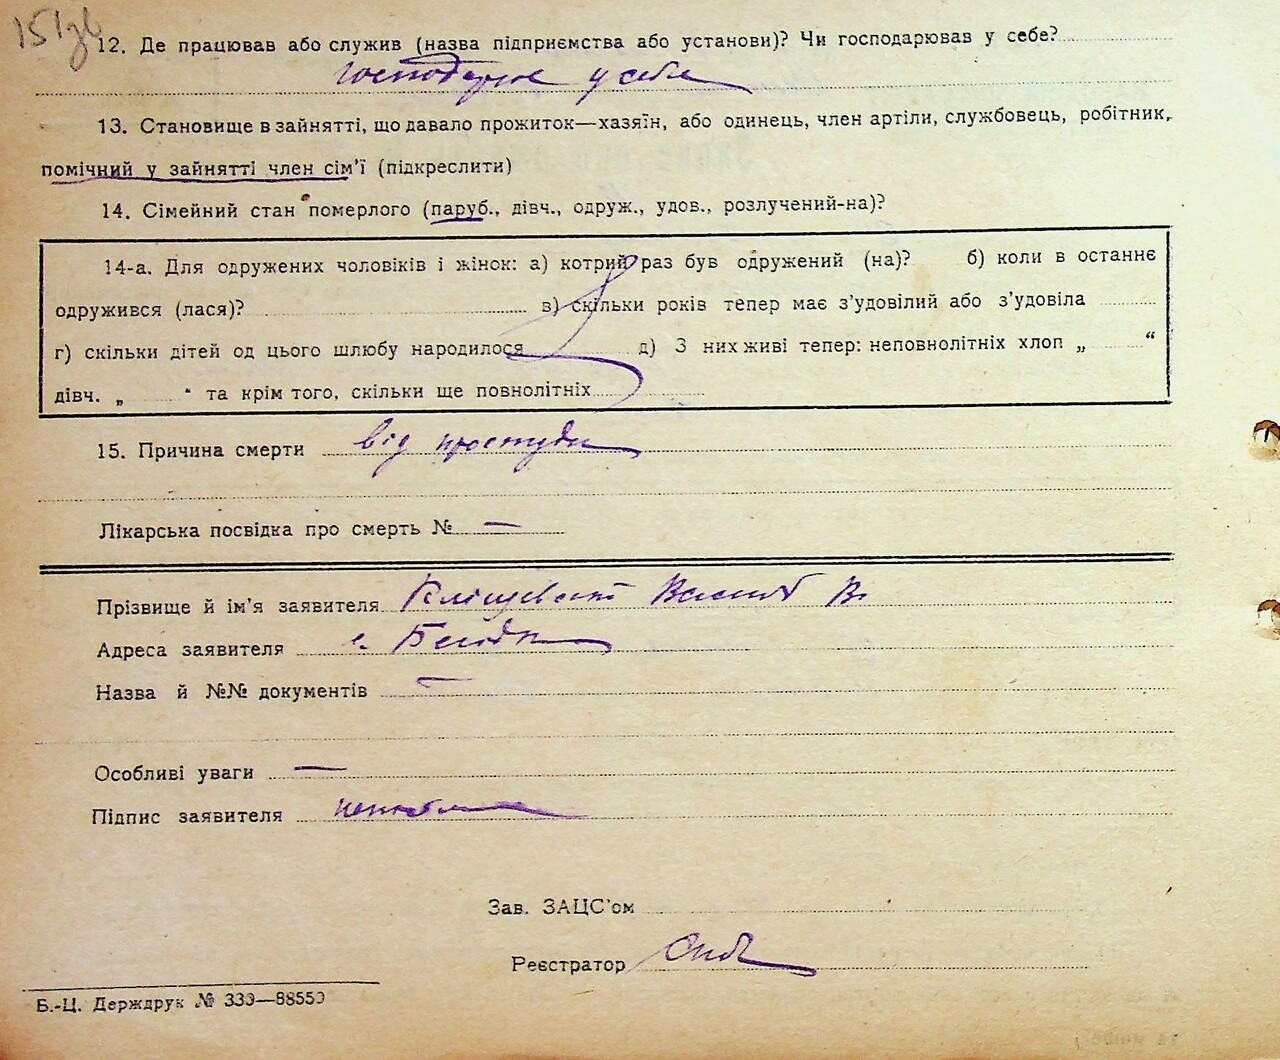 151зв
12. Де працював або служив (назва підприємства або установи)? Чи господарював у себе?
господарює у себе
13. Становище в зайнятті, що давало прожиток—хазяїн, або одинець, член артіли, службовець, робітник,
помічний у зайнятті член сім'ї (підкреслити)
14. Сімейний стан померлого (паруб., дівч., одруж., удов., розлучений-на)?
14-а. Для одружених чоловіків і жінок: а) котрий раз був одружений (на)? б) коли в останнє
одружився (лася)? в) скільки років тепер має з'удовілий або з'удовіла
г) скільки дітей од цього шлюбу народилося д) З них живі тепер: неповнолітніх хлоп „ “
дівч. „ “ та крім того, скільки ще повнолітніх
15. Причина смерти від простуди
Лікарська посвідка про смерть № —
Прізвище й ім'я заявителя
Адреса заявителя с.
Назва й №№ документів —
Особливі уваги —
Підпис заявителя
Зав. ЗАЦС'ом
Реєстратор
Б.-Ц. Держдрук № 333—88550